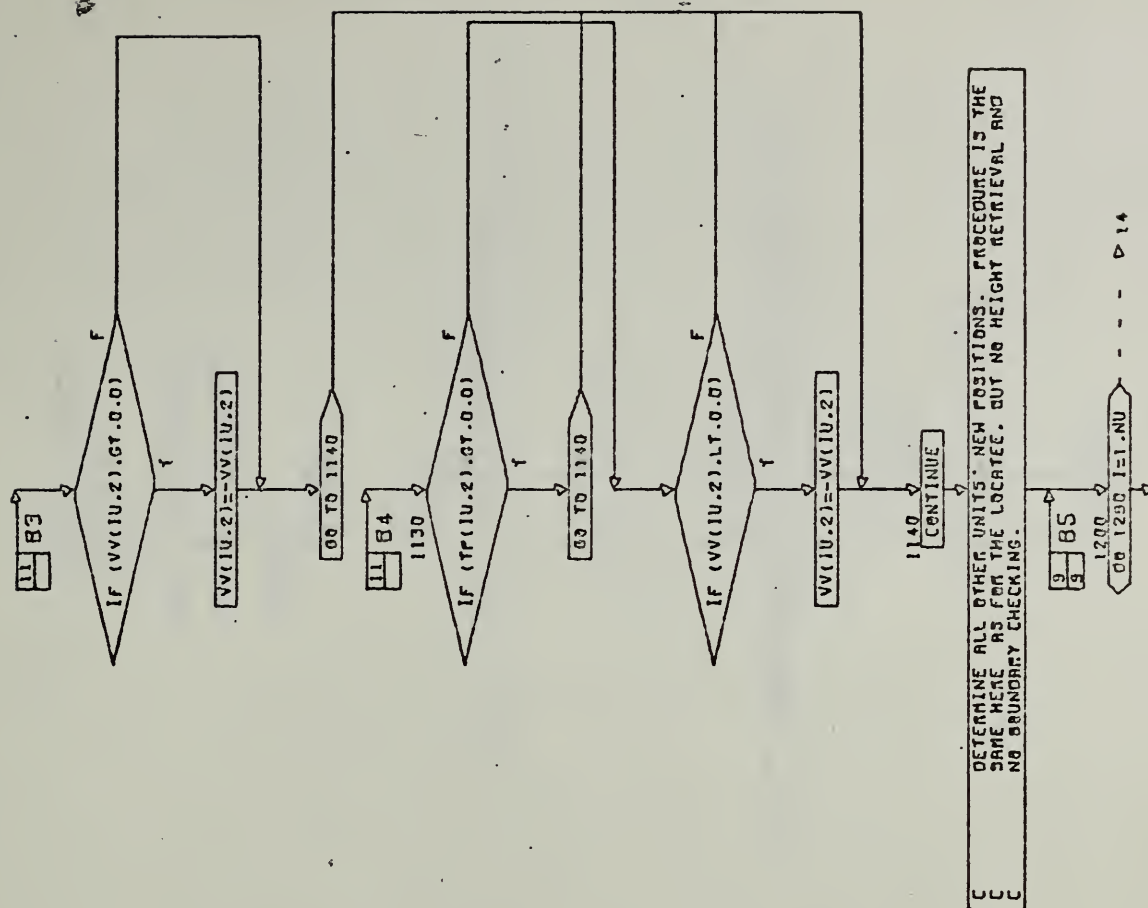 11 B3
IF (VV(IU.2).GT.0.0)
F
T
VV(IU.2)=-VV(IU.2)
GO TO 1140
11 B4
1130
IF (TP(IU.2).GT.0.0)
F
T
GO TO 1140
IF (VV(IU.2).LT.0.0)
F
T
VV(IU.2)=-VV(IU.2)
1140
CONTINUE
C DETERMINE ALL OTHER UNITS' NEW POSITIONS. PROCEDURE IS THE
C SAME HERE AS FOR THE LOCATED. BUT NO HEIGHT RETRIEVAL AND
C NO BOUNDARY CHECKING.
9 B5
9
1200
DO 1290 I=1.NU
14